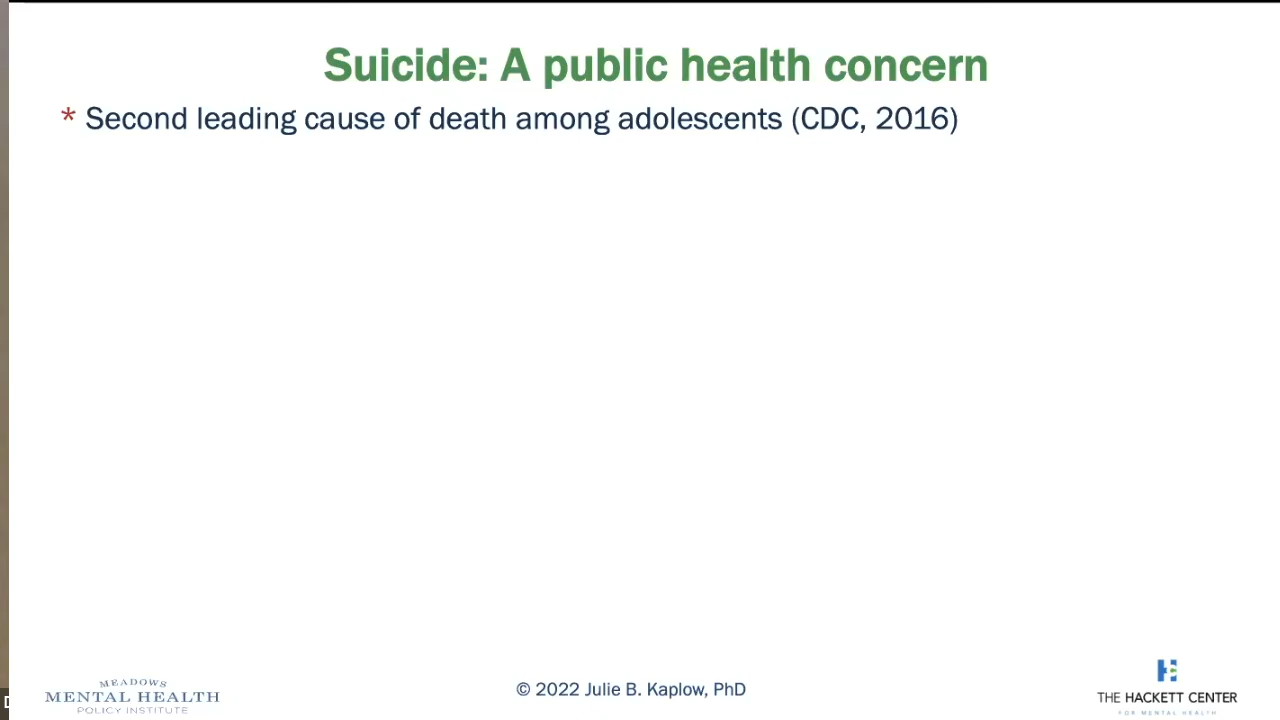 Suicide: A public health concern
* Second leading cause of death among adolescents (CDC, 2016)
MEADOWS
MENTAL HEALTH
POLICY INSTITUTE
© 2022 Julie B. Kaplow, PhD
THE HACKETT CENTER
FOR MENTAL HEALTH